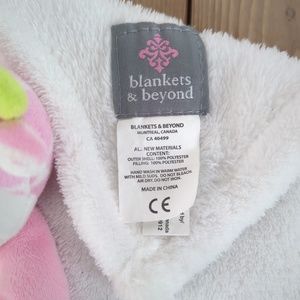 blankets
& beyond
BLANKETS & BEYOND
MONTREAL, CANADA
CA 40499
ALL NEW MATERIALS
CONTENT:
OUTER SHELL: 100% POLYESTER
FILLING: 100% POLYESTER
HAND WASH IN WARM WATER
WITH MILD SUDS. DO NOT BLEACH
AIR DRY, DO NOT IRON.
MADE IN CHINA
CE